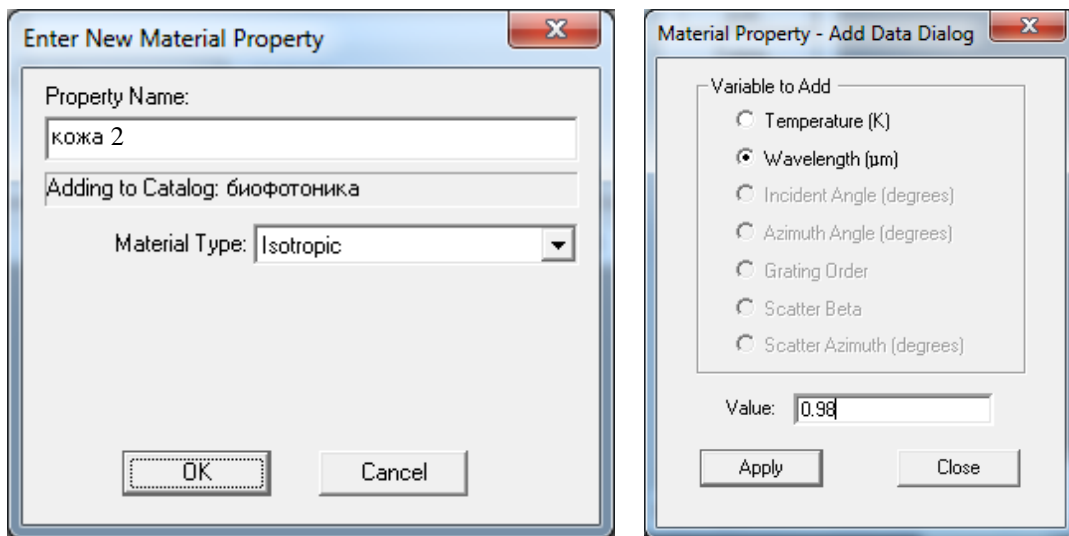 Enter New Material Property
Property Name:
кожа 2
Adding to Catalog: биофотоника
Material Type: Isotropic
OK Cancel
Material Property - Add Data Dialog
Variable to Add
Temperature (K)
Wavelength (µm)
Incident Angle (degrees)
Azimuth Angle (degrees)
Grating Order
Scatter Beta
Scatter Azimuth (degrees)
Value: 0.98
Apply Close